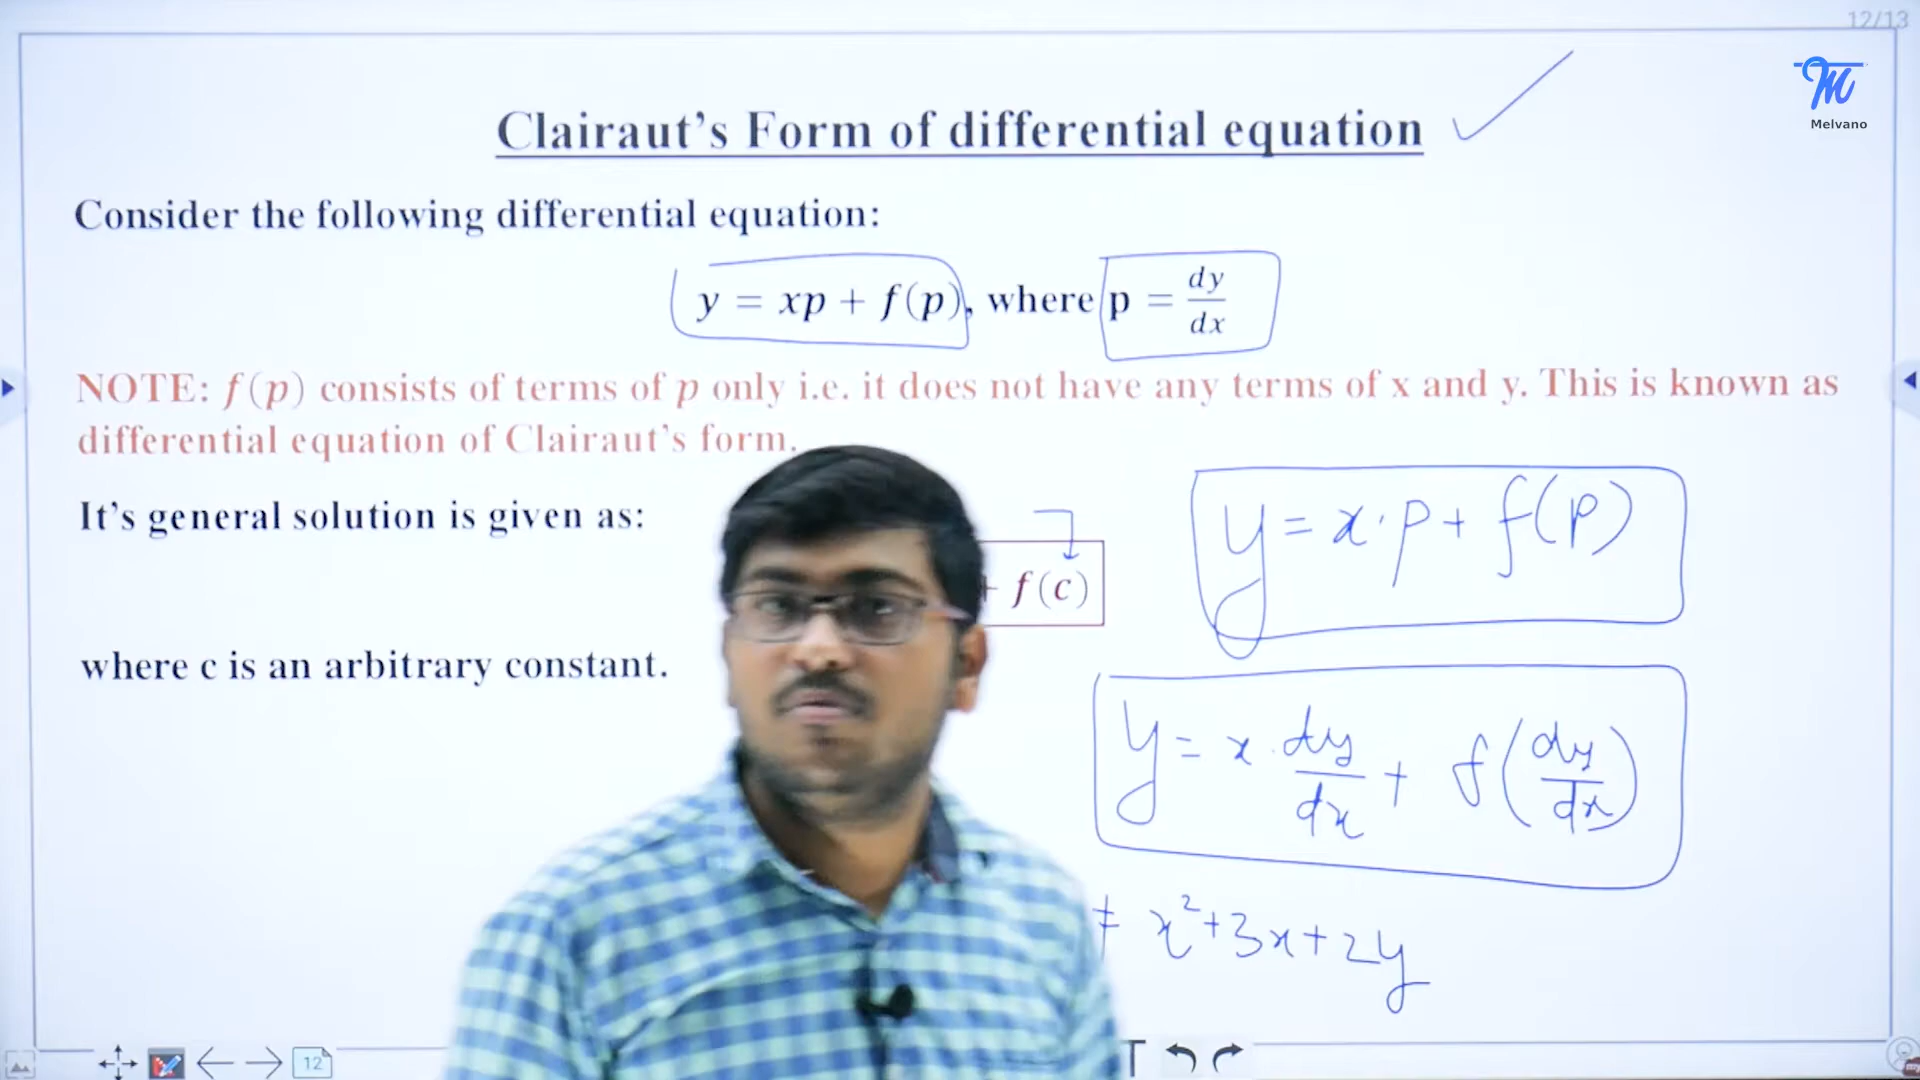 12/13
Melvano
Clairaut's Form of differential equation
Consider the following differential equation:
y = xp + f(p), where p = dy/dx
NOTE: f(p) consists of terms of p only i.e. it does not have any terms of x and y. This is known as
differential equation of Clairaut's form.
It's general solution is given as:
+ f(c)
y = x · p + f(p)
where c is an arbitrary constant.
y = x · dy/dx + f(dy/dx)
≠ x² + 3x + 2y
12
T